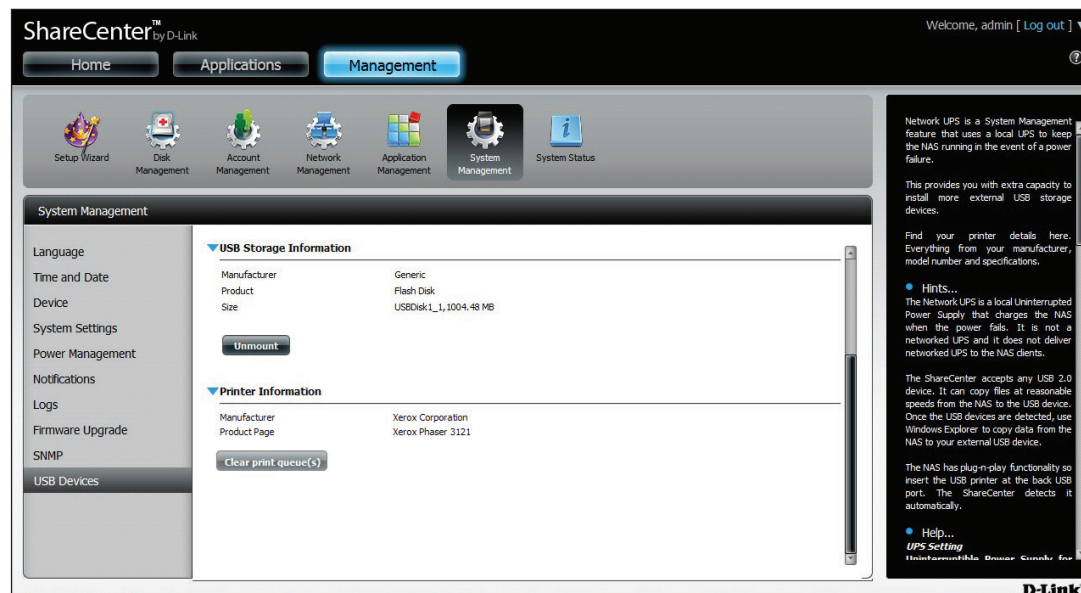 ShareCenter™ by D-Link
Welcome, admin [ Log out ]
Home
Applications
Management
Setup Wizard
Disk
Management
Account
Management
Network
Management
Application
Management
System
Management
System Status
System Management
Language
Time and Date
Device
System Settings
Power Management
Notifications
Logs
Firmware Upgrade
SNMP
USB Devices
USB Storage Information
Manufacturer Generic
Product Flash Disk
Size USBDisk1_1,1004.48 MB
Unmount
Printer Information
Manufacturer Xerox Corporation
Product Page Xerox Phaser 3121
Clear print queue(s)
Network UPS is a System Management
feature that uses a local UPS to keep
the NAS running in the event of a power
failure.
This provides you with extra capacity to
install more external USB storage
devices.
Find your printer details here.
Everything from your manufacturer,
model number and specifications.
Hints...
The Network UPS is a local Uninterrupted
Power Supply that charges the NAS
when the power fails. It is not a
networked UPS and it does not deliver
networked UPS to the NAS clients.
The ShareCenter accepts any USB 2.0
device. It can copy files at reasonable
speeds from the NAS to the USB device.
Once the USB devices are detected, use
Windows Explorer to copy data from the
NAS to your external USB device.
The NAS has plug-n-play functionality so
insert the USB printer at the back USB
port. The ShareCenter detects it
automatically.
Help...
UPS Setting
Uninterruptible Power Supply for
D-Link